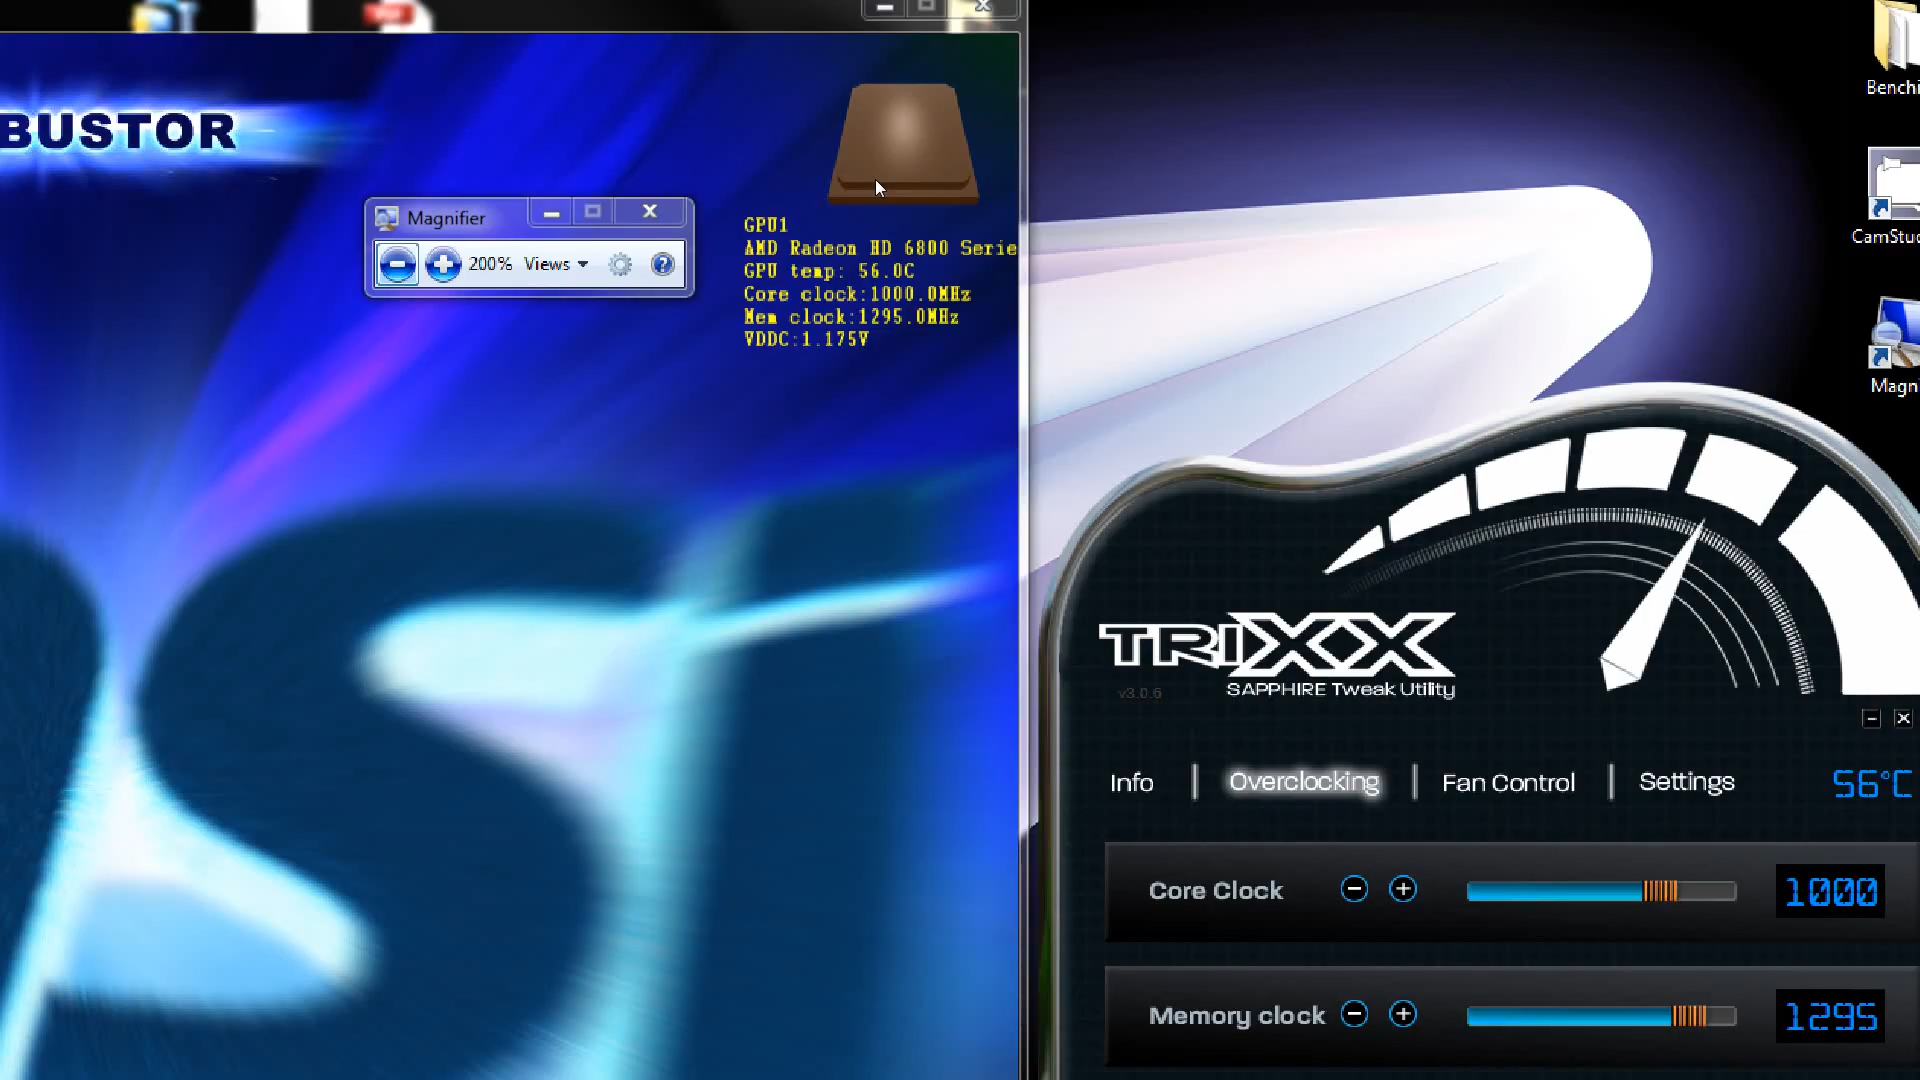 BUSTOR
Magnifier
200% Views
GPU1
AMD Radeon HD 6800 Serie
GPU temp: 56.0C
Core clock:1000.0MHz
Mem clock:1295.0MHz
VDDC:1.175V
Benchi
CamStud
Magn
TRIXX
v3.0.6
SAPPHIRE Tweak Utility
Info
Overclocking
Fan Control
Settings
56°C
Core Clock
1000
Memory clock
1295